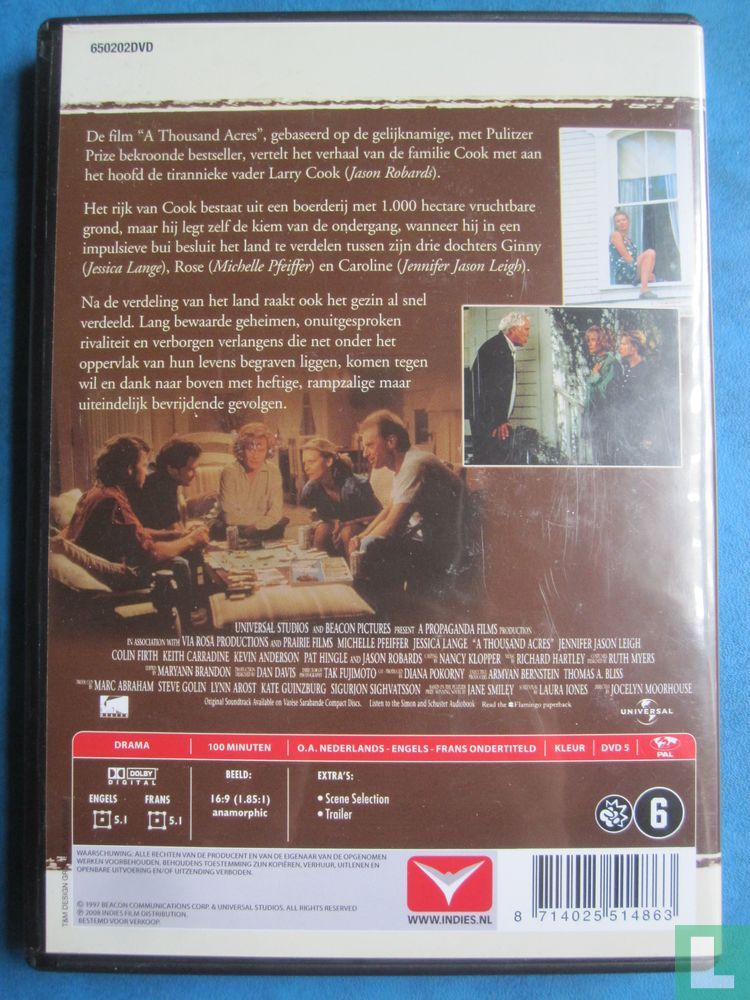 650202DVD
De film “A Thousand Acres”, gebaseerd op de gelijknamige, met Pulitzer
Prize bekroonde bestseller, vertelt het verhaal van de familie Cook met aan
het hoofd de tirannieke vader Larry Cook (Jason Robards).
Het rijk van Cook bestaat uit een boerderij met 1.000 hectare vruchtbare
grond, maar hij legt zelf de kiem van de ondergang, wanneer hij in een
impulsieve bui besluit het land te verdelen tussen zijn drie dochters Ginny
(Jessica Lange), Rose (Michelle Pfeiffer) en Caroline (Jennifer Jason Leigh).
Na de verdeling van het land raakt ook het gezin al snel
verdeeld. Lang bewaarde geheimen, onuitgesproken
rivaliteit en verborgen verlangens die net onder het
oppervlak van hun levens begraven liggen, komen tegen
wil en dank naar boven met heftige, rampzalige maar
uiteindelijk bevrijdende gevolgen.
UNIVERSAL STUDIOS AND BEACON PICTURES PRESENT A PROPAGANDA FILMS PRODUCTION
IN ASSOCIATION WITH VIA ROSA PRODUCTIONS AND PRAIRIE FILMS MICHELLE PFEIFFER JESSICA LANGE “A THOUSAND ACRES” JENNIFER JASON LEIGH
COLIN FIRTH KEITH CARRADINE KEVIN ANDERSON PAT HINGLE AND JASON ROBARDS CASTING BY NANCY KLOPPER MUSIC BY RICHARD HARTLEY RUTH MYERS
EDITED BY MARYANN BRANDON DAN DAVIS DIRECTOR OF PHOTOGRAPHY TAK FUJIMOTO DIANA POKORNY ARMYAN BERNSTEIN THOMAS A. BLISS
PRODUCED BY MARC ABRAHAM STEVE GOLIN LYNN AROST KATE GUINZBURG SIGURJON SIGHVATSSON JANE SMILEY LAURA JONES JOCELYN MOORHOUSE
Original Soundtrack Available on Varèse Sarabande Compact Discs. Listen to the Simon and Schuster Audiobook Read the Flamingo paperback
UNIVERSAL
DRAMA 100 MINUTEN O.A. NEDERLANDS - ENGELS - FRANS ONDERTITELD KLEUR DVD 5 PAL
DOLBY
DIGITAL
ENGELS FRANS
5.1 5.1
BEELD:
16:9 (1.85:1)
anamorphic
EXTRA'S:
• Scene Selection
• Trailer
6
WAARSCHUWING: ALLE RECHTEN VAN DE PRODUCENT EN VAN DE EIGENAAR VAN DE OPGENOMEN
WERKEN VOORBEHOUDEN. BEHOUDENS TOESTEMMING ZIJN KOPIËREN, VERHUUR, UITLENEN EN
OPENBARE UITVOERING EN/OF UITZENDING VERBODEN.
© 1997 BEACON COMMUNICATIONS CORP. & UNIVERSAL STUDIOS. ALL RIGHTS RESERVED
℗ 2008 INDIES FILM DISTRIBUTION.
BESTEMD VOOR VERKOOP.
WWW.INDIES.NL
8 714025 514863
T&M DESIGN GR
L